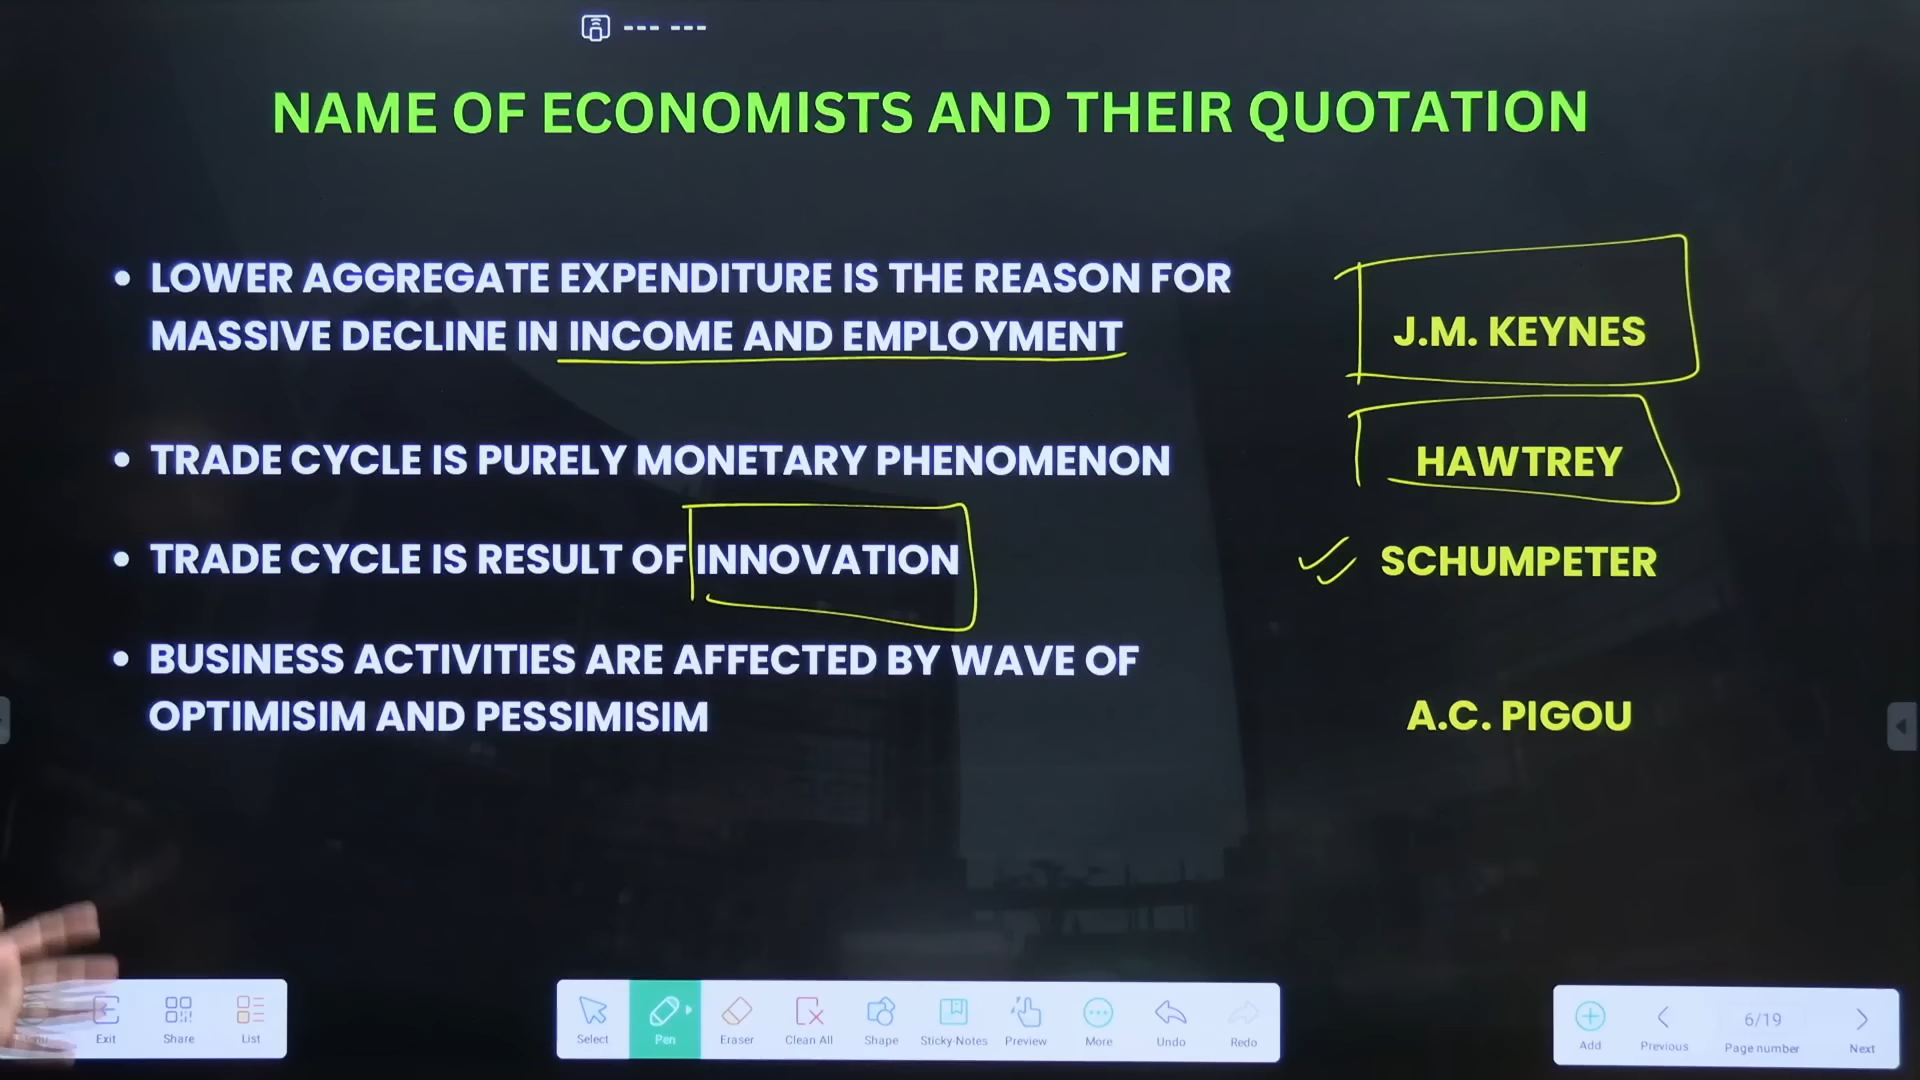 --- ---
NAME OF ECONOMISTS AND THEIR QUOTATION
• LOWER AGGREGATE EXPENDITURE IS THE REASON FOR
MASSIVE DECLINE IN INCOME AND EMPLOYMENT
J.M. KEYNES
• TRADE CYCLE IS PURELY MONETARY PHENOMENON
HAWTREY
• TRADE CYCLE IS RESULT OF INNOVATION
SCHUMPETER
• BUSINESS ACTIVITIES ARE AFFECTED BY WAVE OF
OPTIMISIM AND PESSIMISIM
A.C. PIGOU
Exit Share List
Select Pen Eraser Clean All Shape Sticky-Notes Preview More Undo Redo
6/19
Add Previous Page number Next